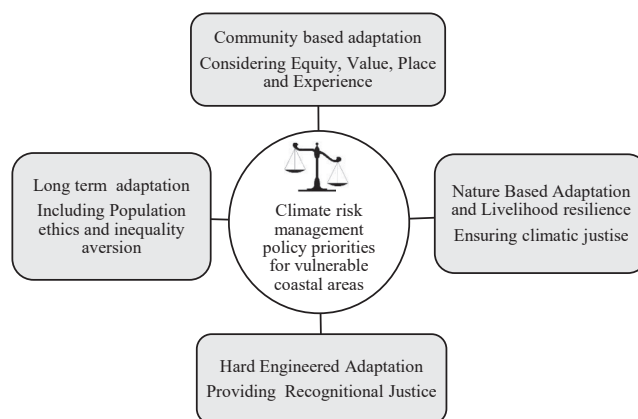 Community based adaptation
Considering Equity, Value, Place
and Experience
Long term adaptation
Including Population
ethics and inequality
aversion
Climate risk
management
policy priorities
for vulnerable
coastal areas
Nature Based Adaptation
and Livelihood resilience
Ensuring climatic justise
Hard Engineered Adaptation
Providing Recognitional Justice